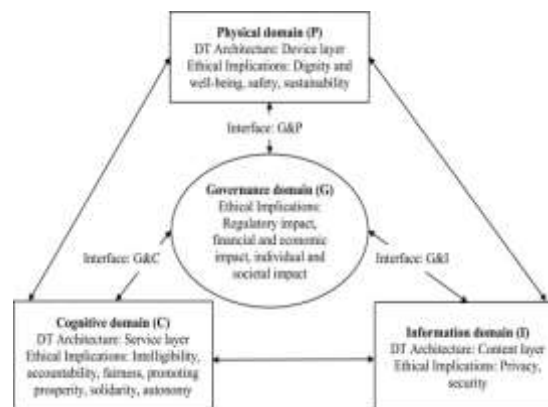 Physical domain (P)
DT Architecture: Device layer
Ethical Implications: Dignity and
well-being, safety, sustainability
Interface: G&P
Governance domain (G)
Ethical Implications:
Regulatory impact,
financial and economic
impact, individual and
societal impact
Interface: G&C
Interface: G&I
Cognitive domain (C)
DT Architecture: Service layer
Ethical Implications: Intelligibility,
accountability, fairness, promoting
prosperity, solidarity, autonomy
Information domain (I)
DT Architecture: Content layer
Ethical Implications: Privacy,
security